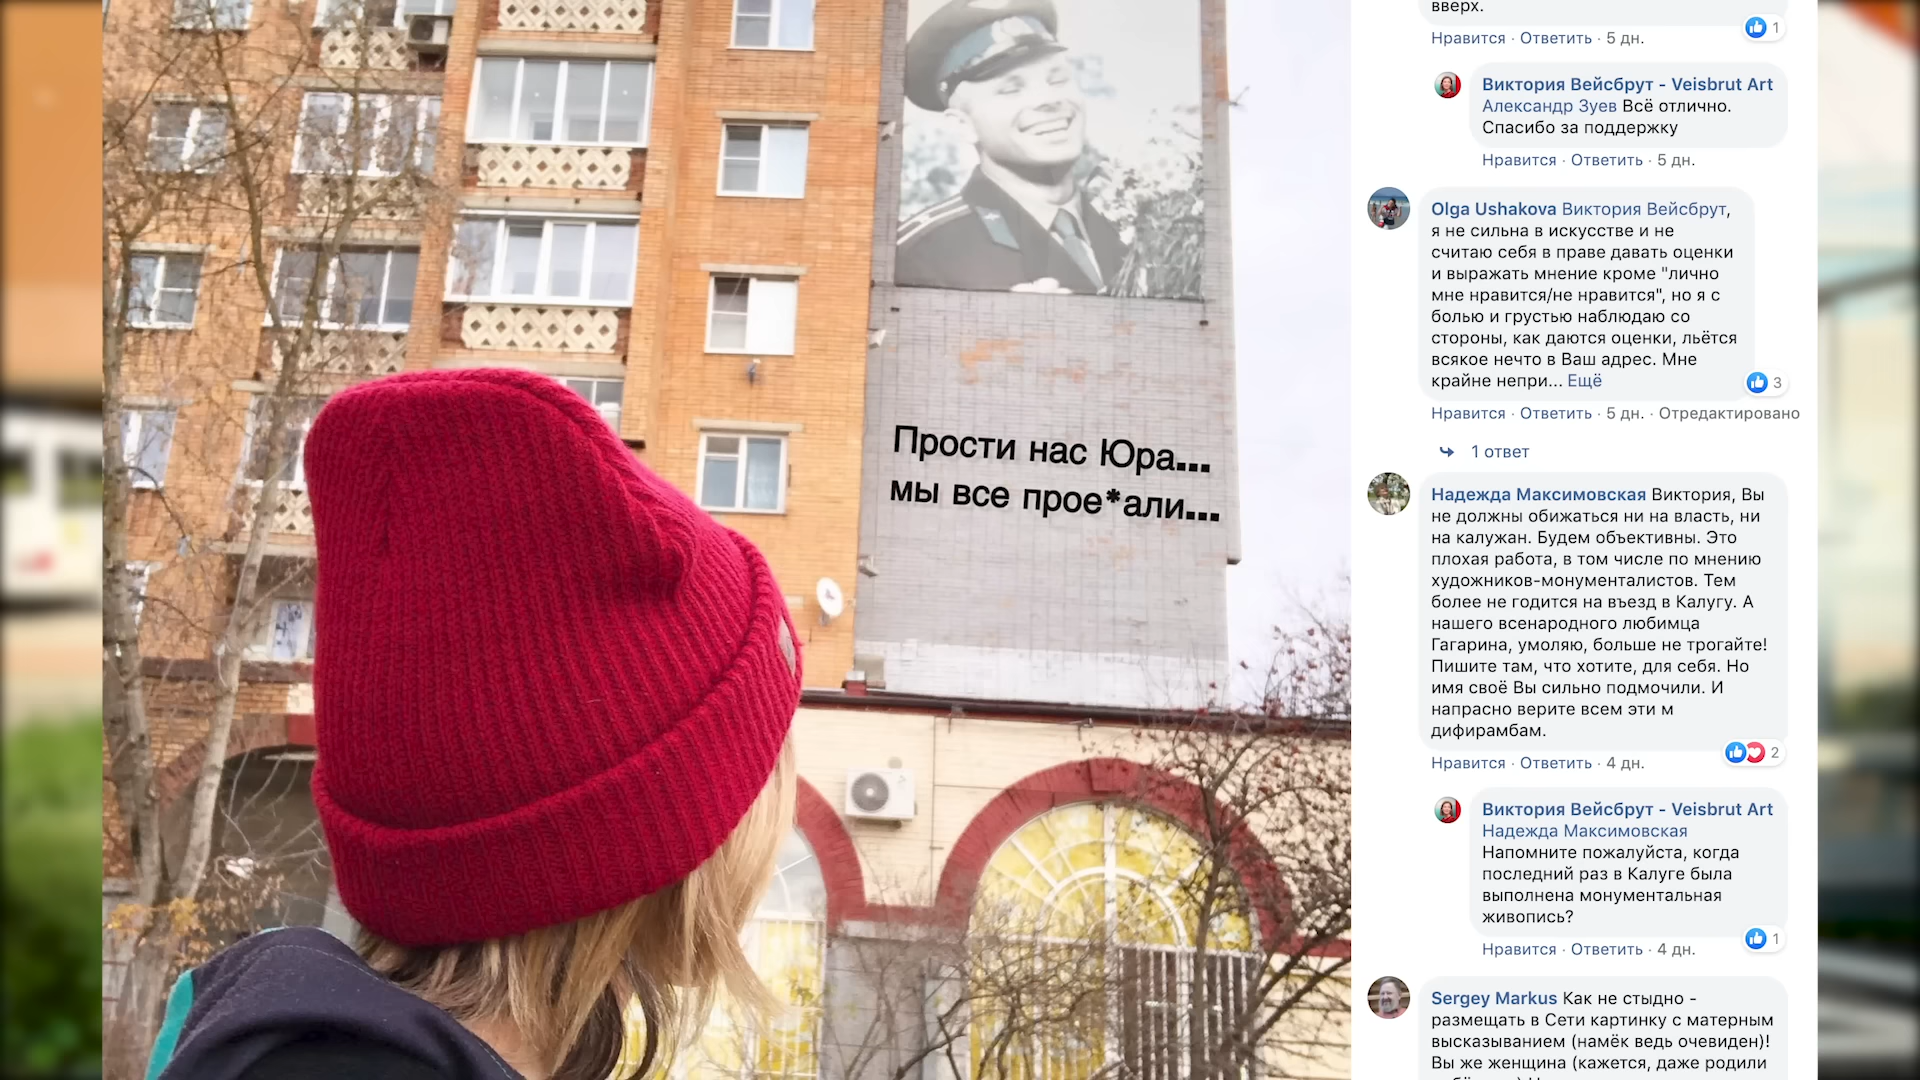 Прости нас Юра...
мы все прое*али...
вверх.
1
Нравится · Ответить · 5 дн.
Виктория Вейсбрут - Veisbrut Art
Александр Зуев Всё отлично.
Спасибо за поддержку
Нравится · Ответить · 5 дн.
Olga Ushakova Виктория Вейсбрут,
я не сильна в искусстве и не
считаю себя в праве давать оценки
и выражать мнение кроме "лично
мне нравится/не нравится", но я с
болью и грустью наблюдаю со
стороны, как даются оценки, льётся
всякое нечто в Ваш адрес. Мне
крайне непри... Ещё
3
Нравится · Ответить · 5 дн. · Отредактировано
1 ответ
Надежда Максимовская Виктория, Вы
не должны обижаться ни на власть, ни
на калужан. Будем объективны. Это
плохая работа, в том числе по мнению
художников-монументалистов. Тем
более не годится на въезд в Калугу. А
нашего всенародного любимца
Гагарина, умоляю, больше не трогайте!
Пишите там, что хотите, для себя. Но
имя своё Вы сильно подмочили. И
напрасно верите всем эти м
дифирамбам.
2
Нравится · Ответить · 4 дн.
Виктория Вейсбрут - Veisbrut Art
Надежда Максимовская
Напомните пожалуйста, когда
последний раз в Калуге была
выполнена монументальная
живопись?
1
Нравится · Ответить · 4 дн.
Sergey Markus Как не стыдно -
размещать в Сети картинку с матерным
высказыванием (намёк ведь очевиден)!
Вы же женщина (кажется, даже родили